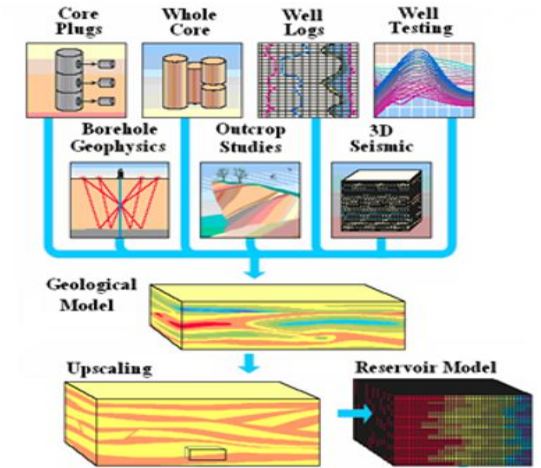 Core
Plugs
Whole
Core
Well
Logs
Well
Testing
Borehole
Geophysics
Outcrop
Studies
3D
Seismic
Geological
Model
Upscaling
Reservoir Model